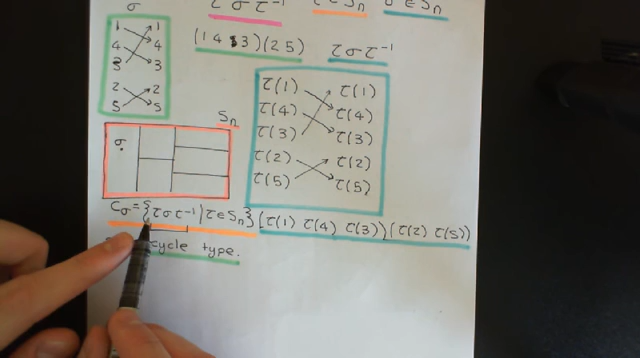 σ τστ⁻¹ τ∈Sₙ σ∈Sₙ
(1 4 3)(2 5) τστ⁻¹
1 1
4 4
3 3
2 2
5 5
τ(1) τ(1)
τ(4) τ(4)
τ(3) τ(3)
τ(2) τ(2)
τ(5) τ(5)
Sₙ
σ.
C_σ = {τστ⁻¹ | τ∈Sₙ} (τ(1) τ(4) τ(3))(τ(2) τ(5))
cycle type.